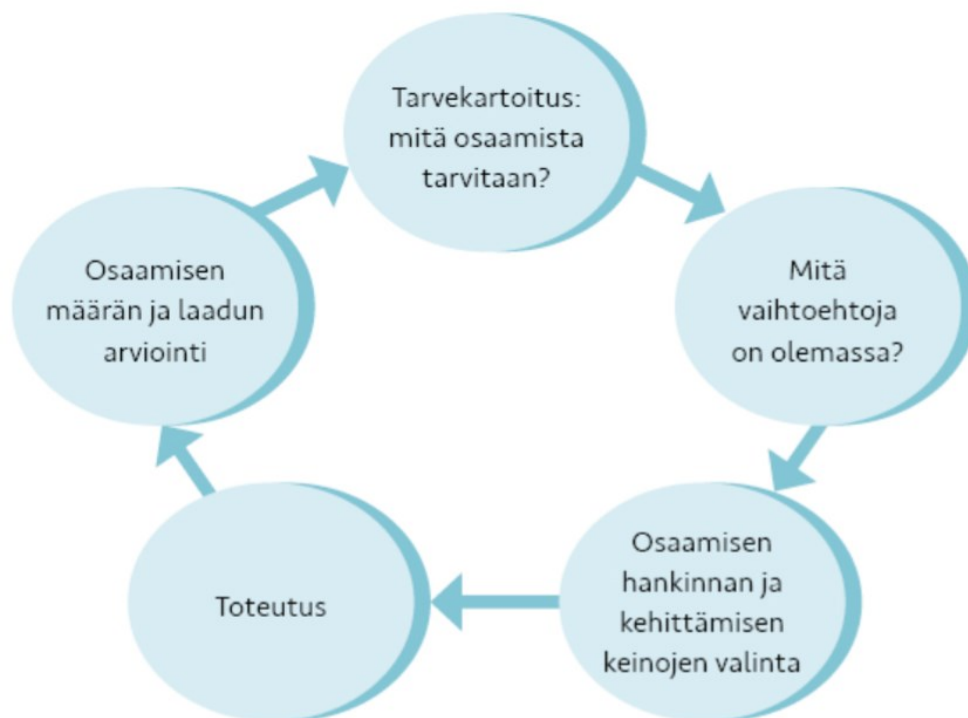 Tarvekartoitus:
mitä osaamista
tarvitaan?
Mitä
vaihtoehtoja
on olemassa?
Osaamisen
hankinnan ja
kehittämisen
keinojen valinta
Toteutus
Osaamisen
määrän ja laadun
arviointi